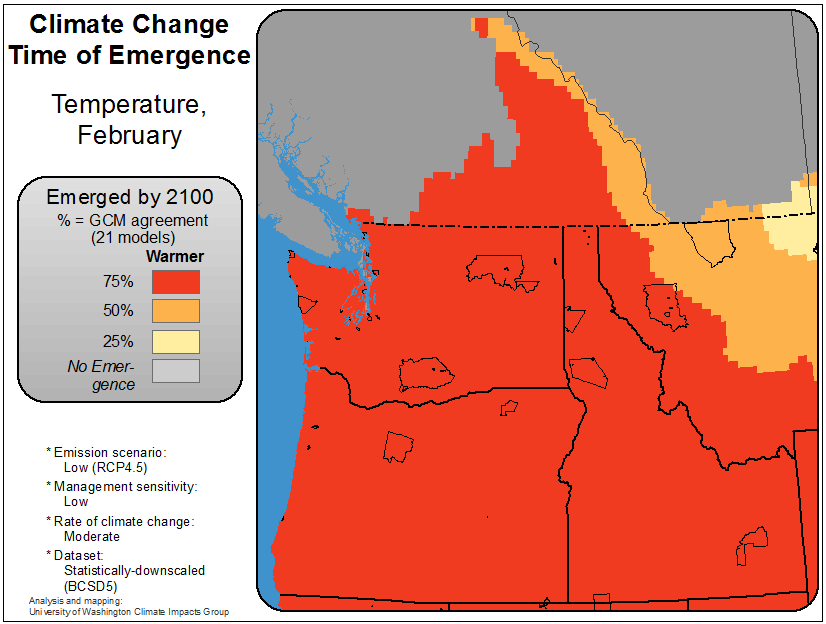 Climate Change
Time of Emergence
Temperature,
February
Emerged by 2100
% = GCM agreement
(21 models)
Warmer
75%
50%
25%
No Emer-
gence
* Emission scenario:
Low (RCP4.5)
* Management sensitivity:
Low
* Rate of climate change:
Moderate
* Dataset:
Statistically-downscaled
(BCSD5)
Analysis and mapping:
University of Washington Climate Impacts Group